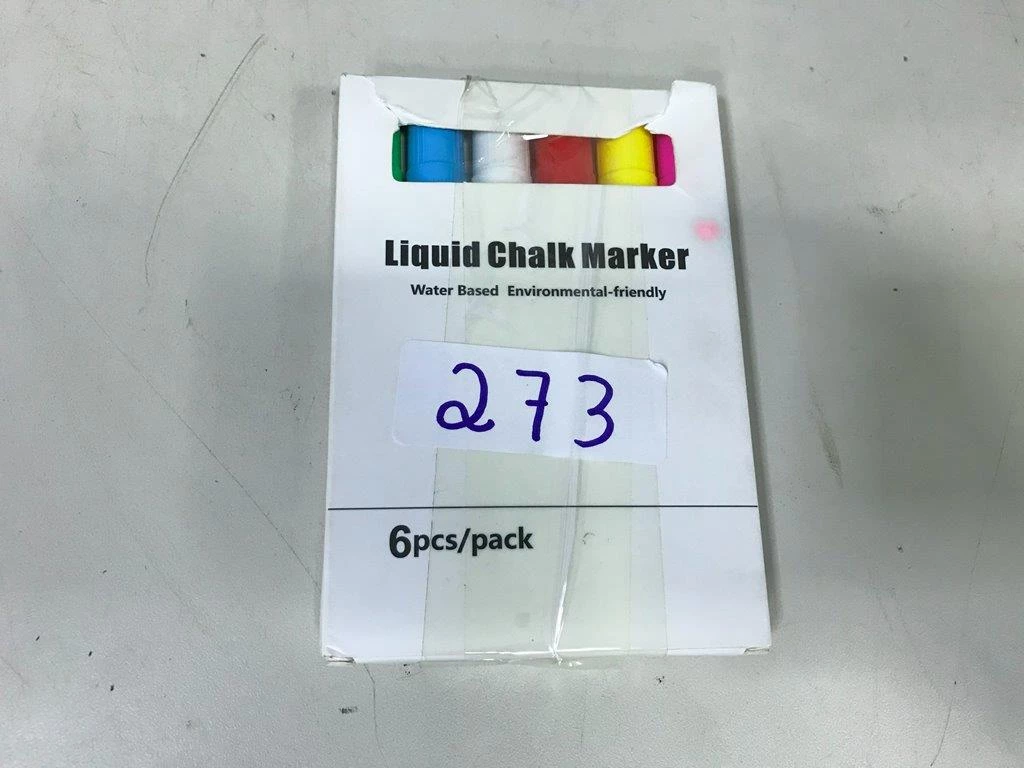 Liquid Chalk Marker
Water Based Environmental-friendly
273
6pcs/pack